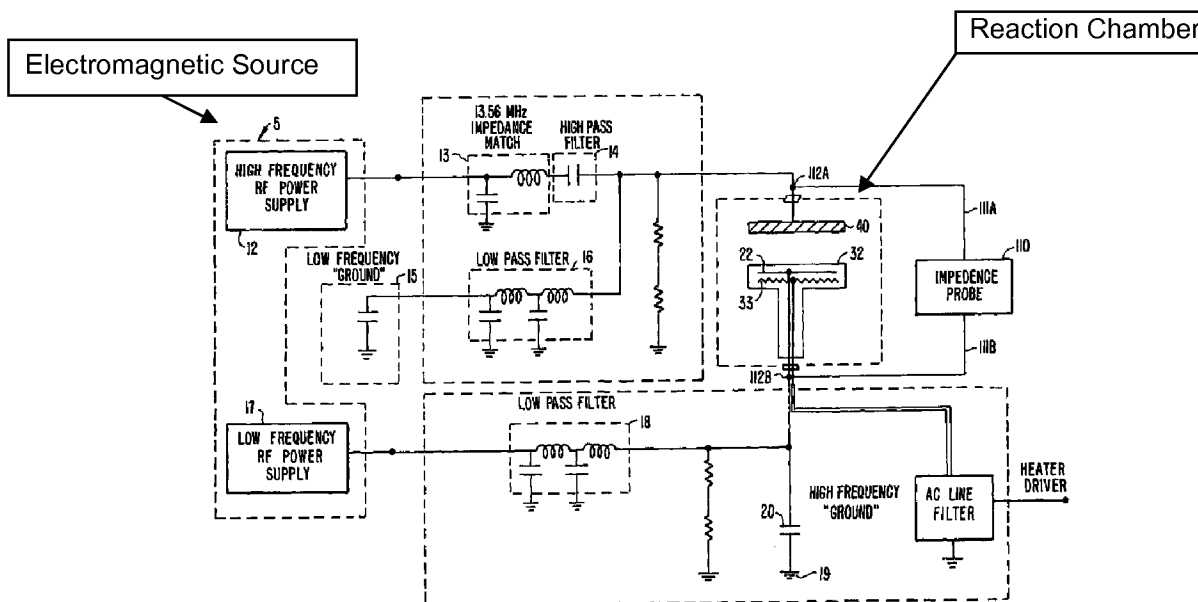 Reaction Chamber
Electromagnetic Source
5
HIGH FREQUENCY
RF POWER
SUPPLY
12
13.56 MHz
IMPEDANCE
MATCH
13
HIGH PASS
FILTER
14
112A
111A
40
LOW FREQUENCY
"GROUND"
15
LOW PASS FILTER
16
22
32
33
110
IMPEDENCE
PROBE
111B
112B
LOW PASS
FILTER
17
LOW FREQUENCY
RF POWER
SUPPLY
18
20
HIGH FREQUENCY
"GROUND"
19
AC LINE
FILTER
HEATER
DRIVER